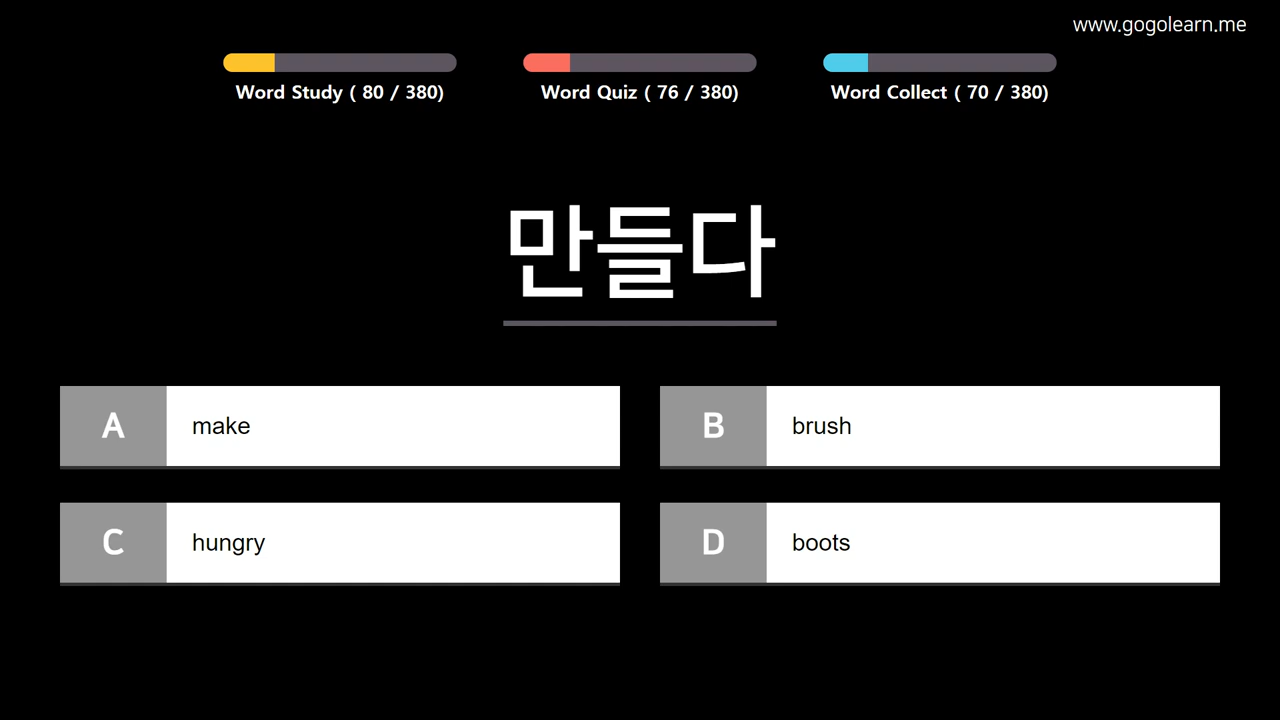 www.gogolearn.me
Word Study ( 80 / 380)
Word Quiz ( 76 / 380)
Word Collect ( 70 / 380)
만들다
A make
B brush
C hungry
D boots